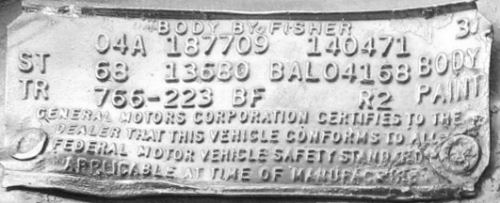 BODY BY FISHER 3
04A 187709 140471
ST 68 13680 BAL04168 BODY
TR 766-223 BF R2 PAINT
GENERAL MOTORS CORPORATION CERTIFIES TO THE
DEALER THAT THIS VEHICLE CONFORMS TO ALL
FEDERAL MOTOR VEHICLE SAFETY STANDARDS
APPLICABLE AT TIME OF MANUFACTURE